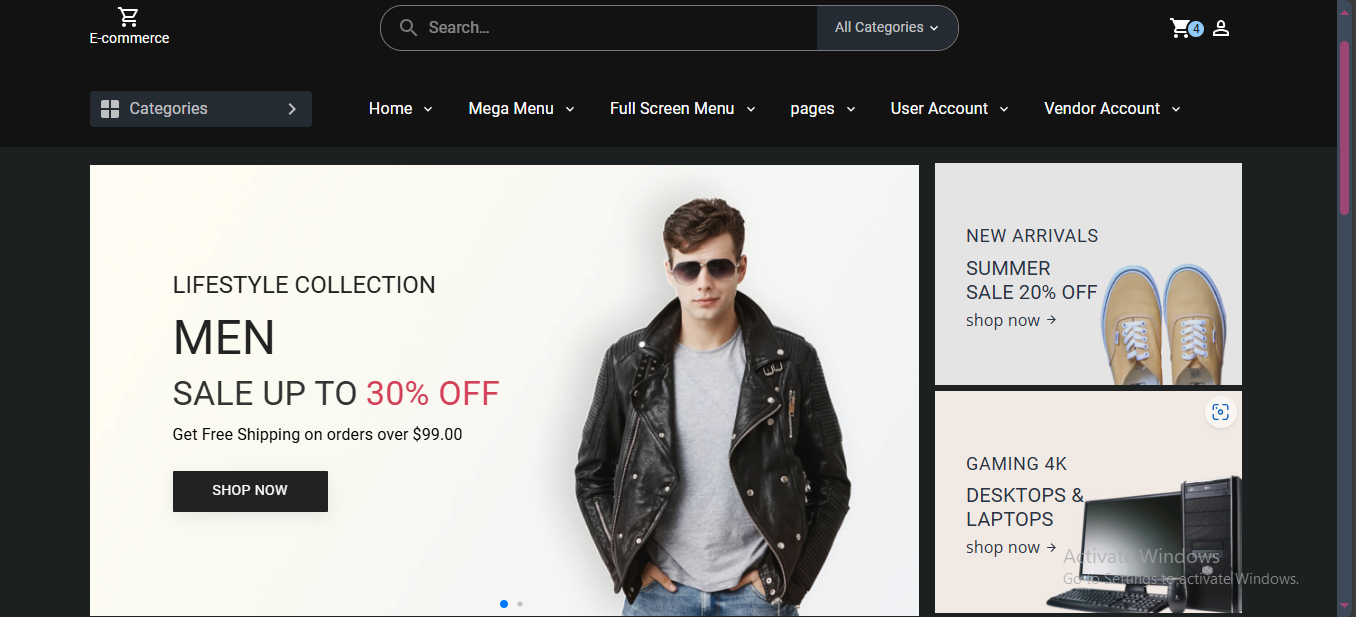 E-commerce
Search...
All Categories
4
Categories
Home
Mega Menu
Full Screen Menu
pages
User Account
Vendor Account
LIFESTYLE COLLECTION
MEN
SALE UP TO 30% OFF
Get Free Shipping on orders over $99.00
SHOP NOW
NEW ARRIVALS
SUMMER
SALE 20% OFF
shop now →
GAMING 4K
DESKTOPS &
LAPTOPS
shop now →
Activate Windows
Go to Settings to activate Windows.